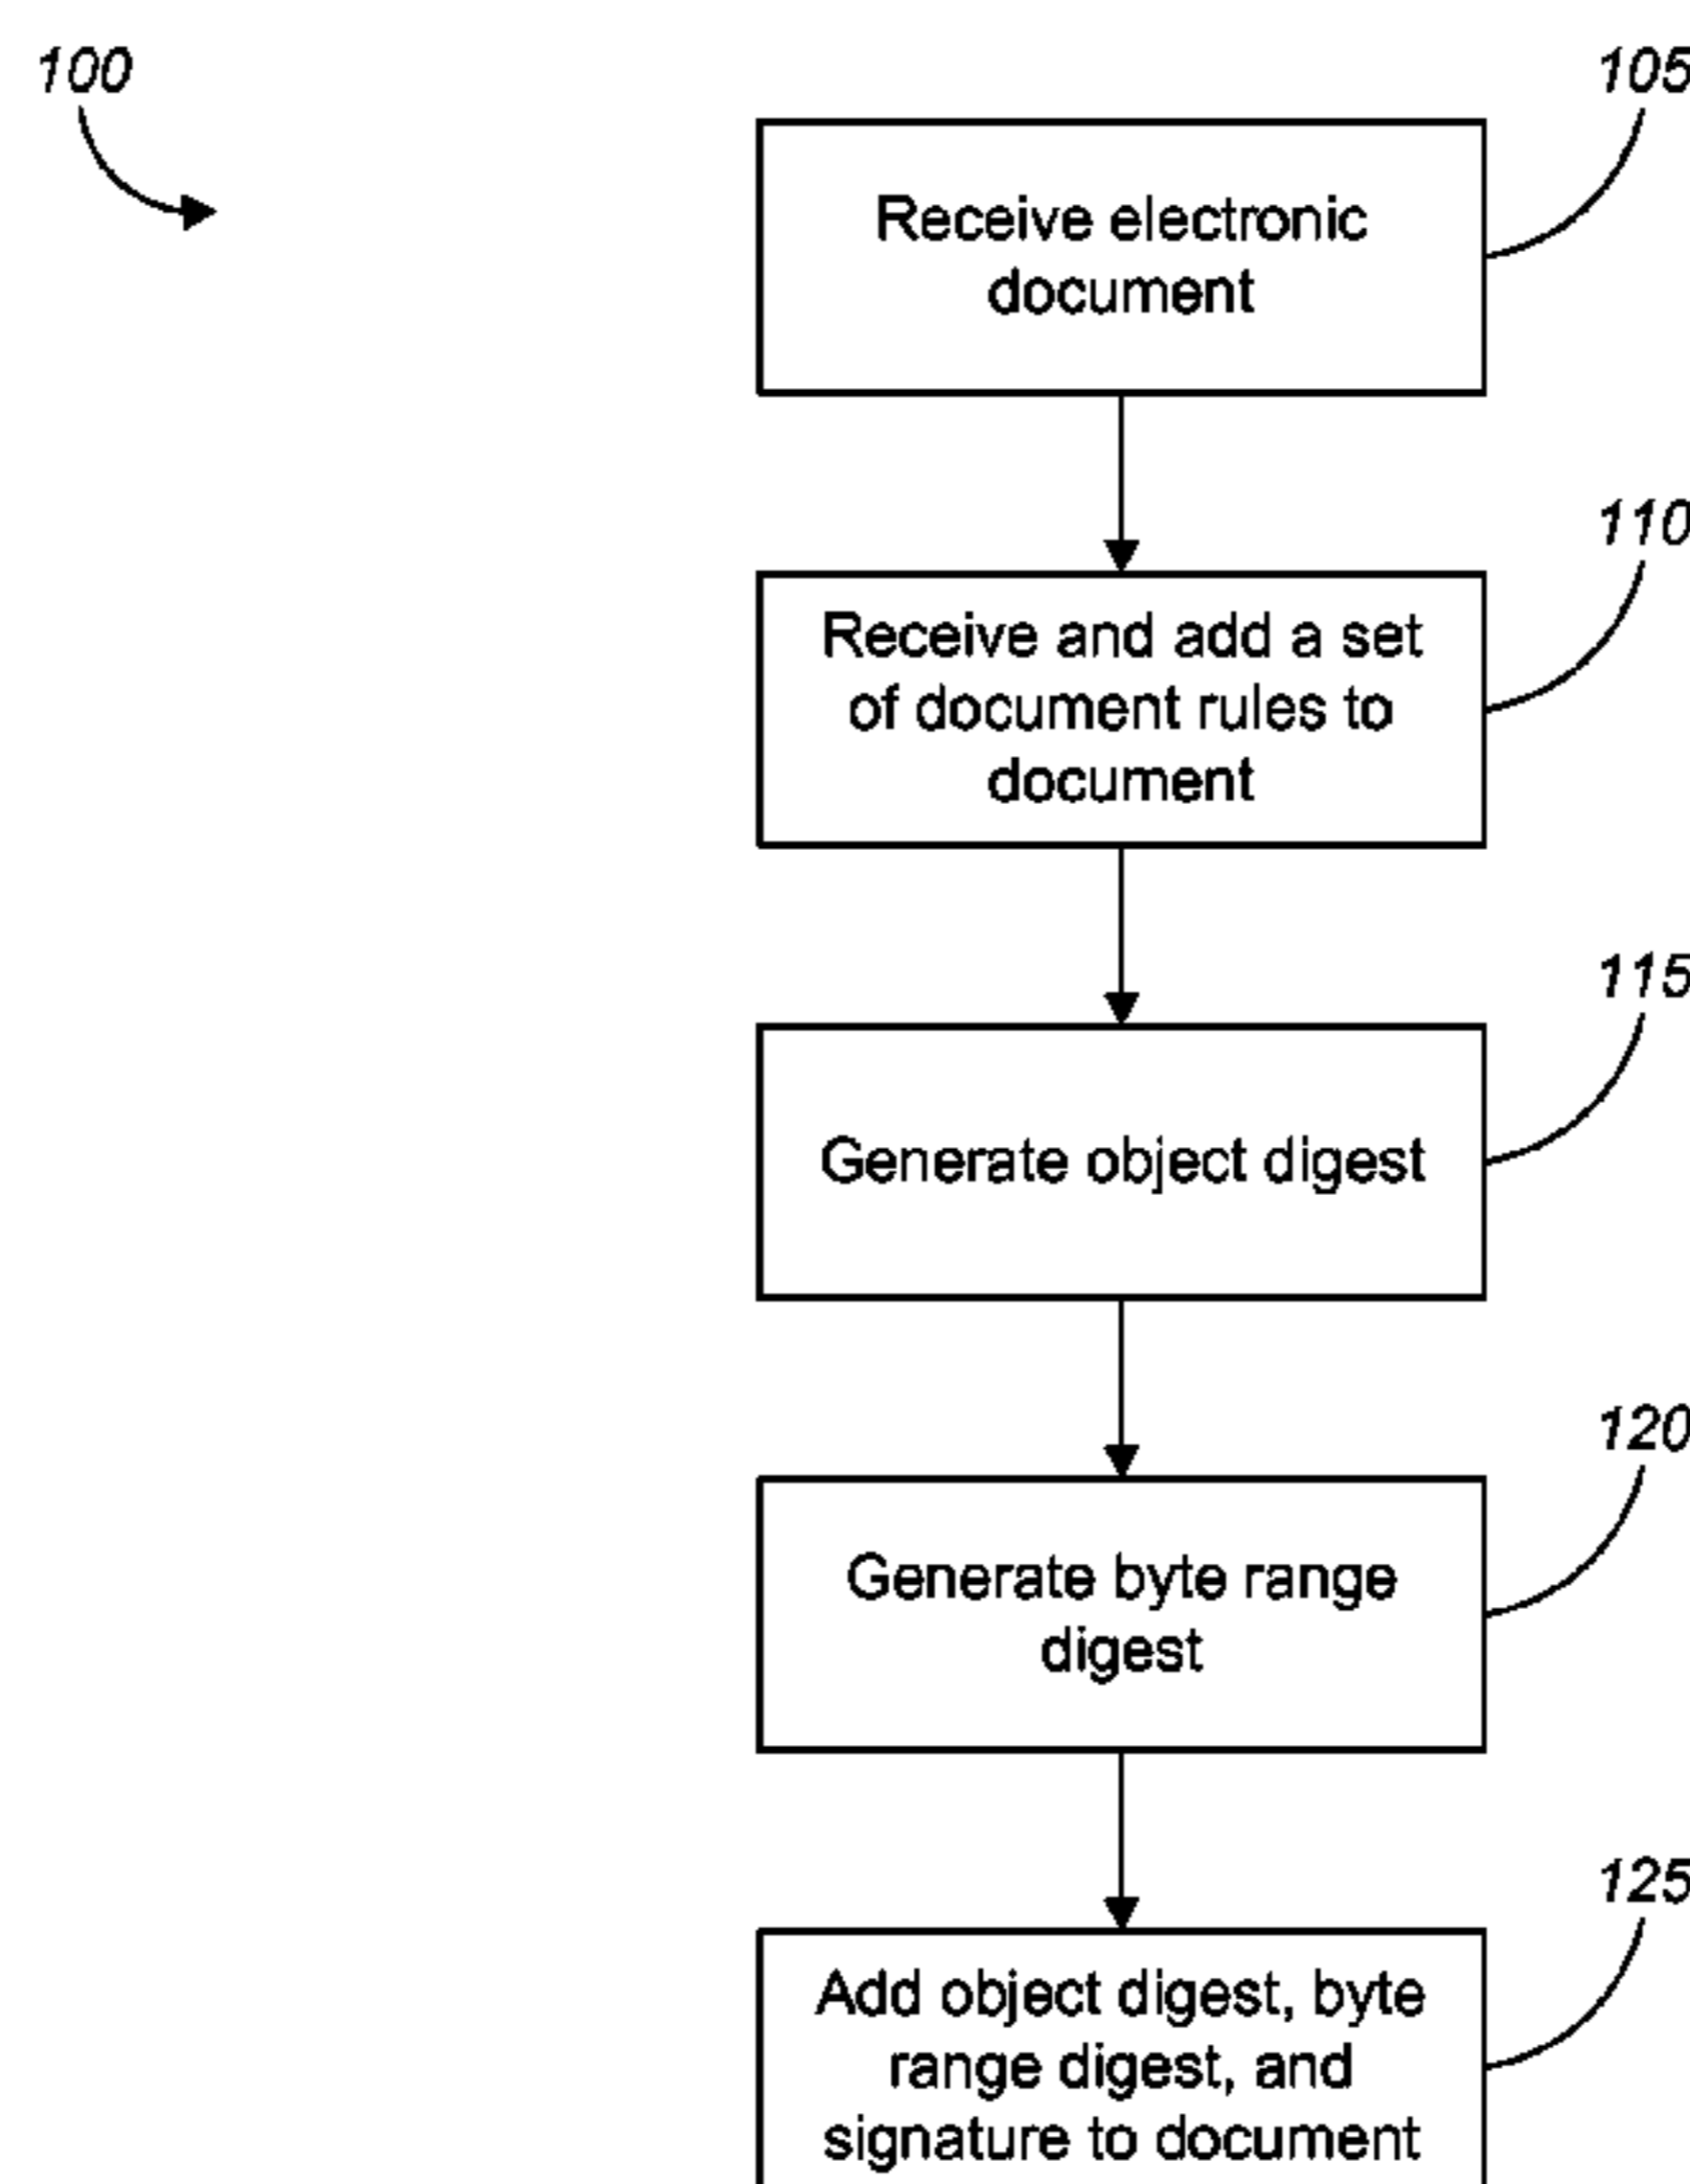 100
105
Receive electronic
document
110
Receive and add a set
of document rules to
document
115
Generate object digest
120
Generate byte range
digest
125
Add object digest, byte
range digest, and
signature to document